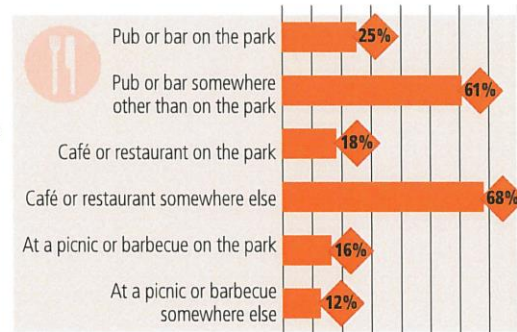 Pub or bar on the park
25%
Pub or bar somewhere
other than on the park
61%
Café or restaurant on the park
18%
Café or restaurant somewhere else
68%
At a picnic or barbecue on the park
16%
At a picnic or barbecue
somewhere else
12%